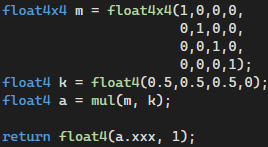 float4x4 m = float4x4(1,0,0,0,
0,1,0,0,
0,0,1,0,
0,0,0,1);
float4 k = float4(0.5,0.5,0.5,0);
float4 a = mul(m, k);
return float4(a.xxx, 1);